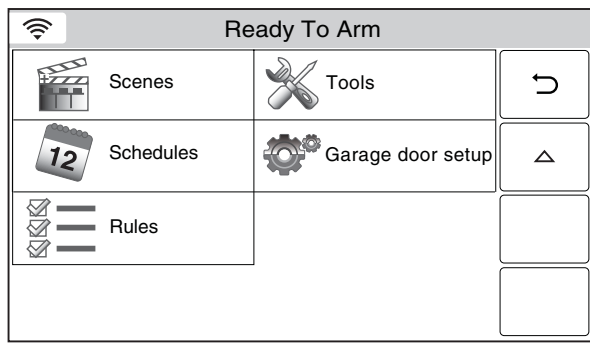 Ready To Arm
Scenes
Tools
12
Schedules
Garage door setup
Rules